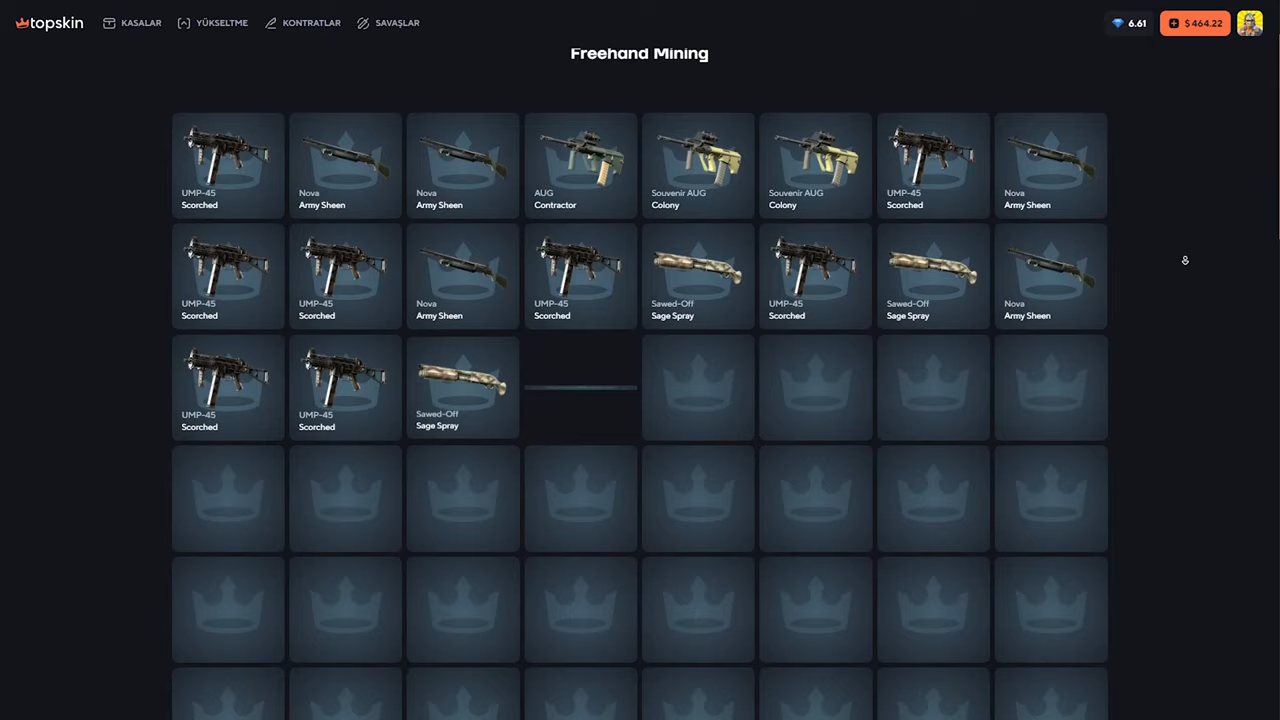 topskin KASALAR YÜKSELTME KONTRATLAR SAVAŞLAR 6.61 $ 464.22
Freehand Mining
UMP-45 Nova Nova AUG Souvenir AUG Souvenir AUG UMP-45 Nova
Scorched Army Sheen Army Sheen Contractor Colony Colony Scorched Army Sheen
UMP-45 UMP-45 Nova UMP-45 Sawed-Off UMP-45 Sawed-Off Nova
Scorched Scorched Army Sheen Scorched Sage Spray Scorched Sage Spray Army Sheen
UMP-45 UMP-45 Sawed-Off
Scorched Scorched Sage Spray